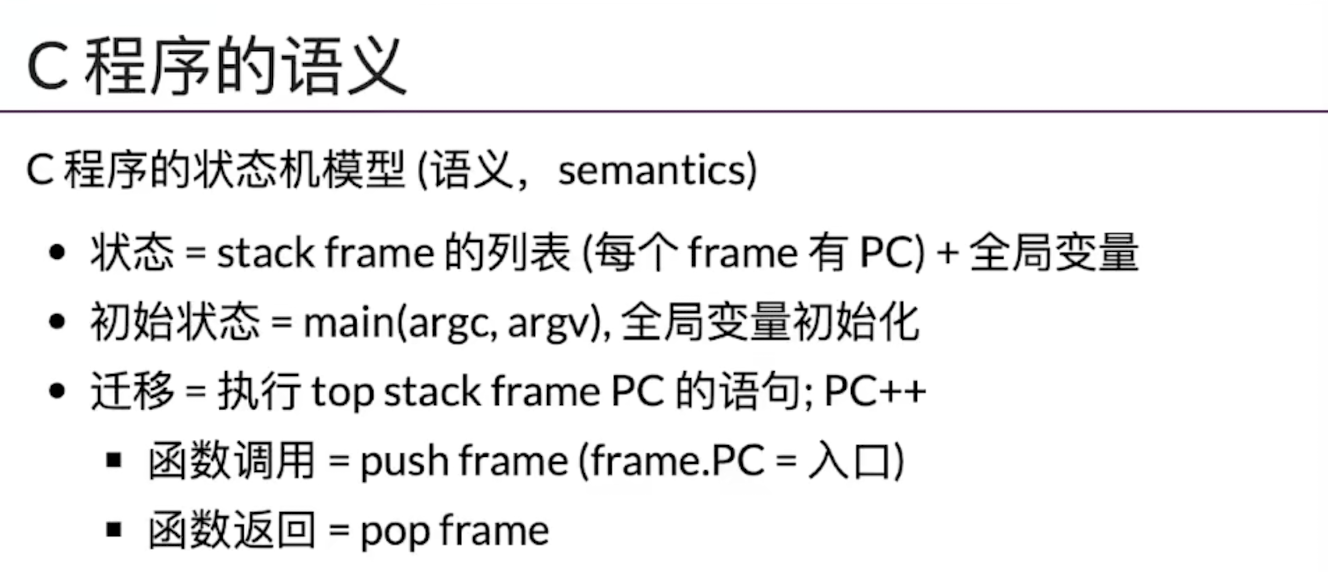 C 程序的语义
C 程序的状态机模型 (语义，semantics)
• 状态 = stack frame 的列表 (每个 frame 有 PC) + 全局变量
• 初始状态 = main(argc, argv), 全局变量初始化
• 迁移 = 执行 top stack frame PC 的语句; PC++
▪ 函数调用 = push frame (frame.PC = 入口)
▪ 函数返回 = pop frame